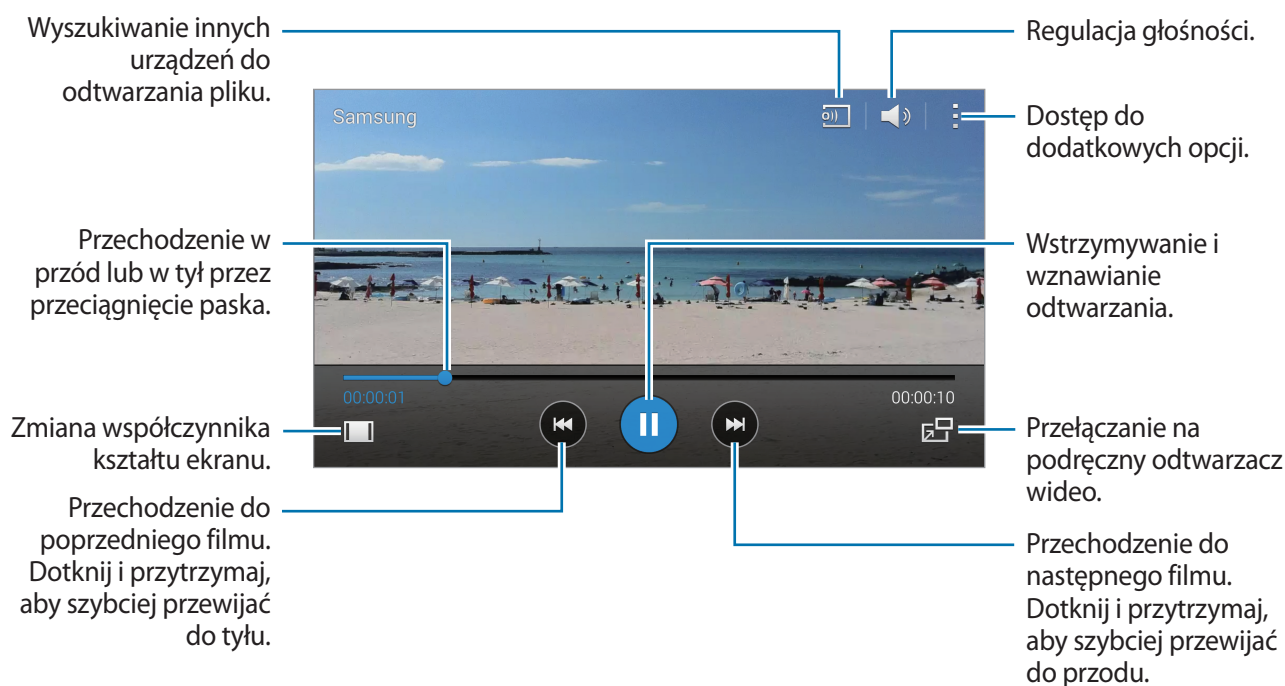 Wyszukiwanie innych
urządzeń do
odtwarzania pliku.
Regulacja głośności.
Samsung
Dostęp do
dodatkowych opcji.
Przechodzenie w
przód lub w tył przez
przeciągnięcie paska.
Wstrzymywanie i
wznawianie
odtwarzania.
00:00:01
00:00:10
Zmiana współczynnika
kształtu ekranu.
Przełączanie na
podręczny odtwarzacz
wideo.
Przechodzenie do
poprzedniego filmu.
Dotknij i przytrzymaj,
aby szybciej przewijać
do tyłu.
Przechodzenie do
następnego filmu.
Dotknij i przytrzymaj,
aby szybciej przewijać
do przodu.